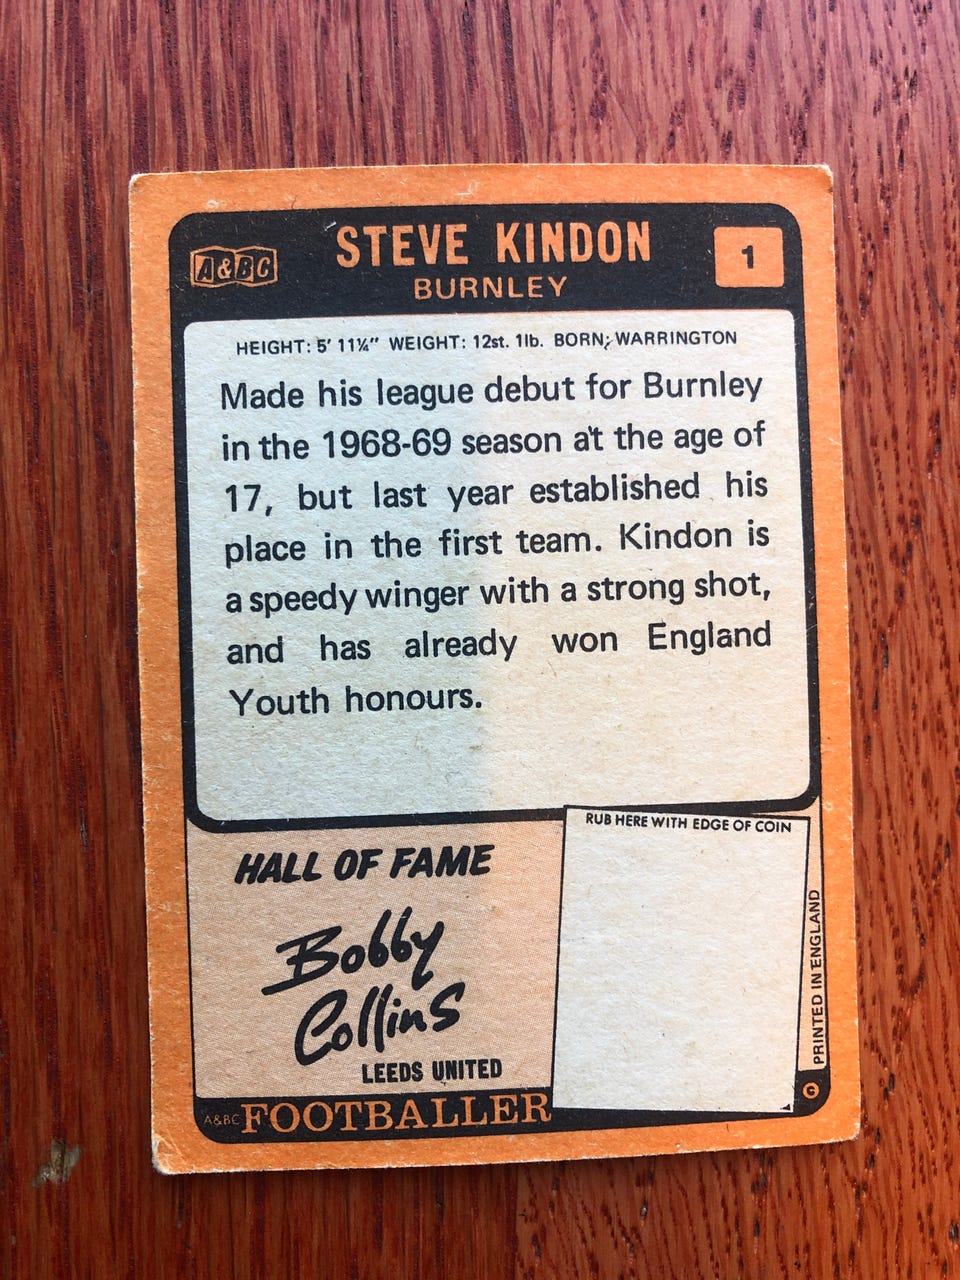 A&BC
STEVE KINDON
1
BURNLEY
HEIGHT: 5' 11¼" WEIGHT: 12st. 1lb. BORN; WARRINGTON
Made his league debut for Burnley
in the 1968-69 season at the age of
17, but last year established his
place in the first team. Kindon is
a speedy winger with a strong shot,
and has already won England
Youth honours.
RUB HERE WITH EDGE OF COIN
HALL OF FAME
Bobby
Collins
LEEDS UNITED
PRINTED IN ENGLAND
A&BC FOOTBALLER
G